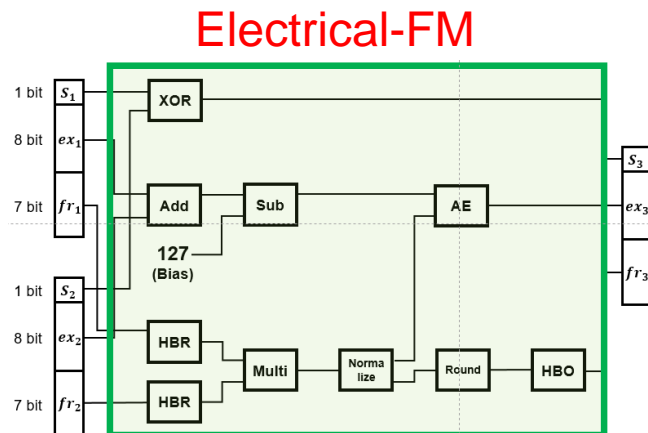 Electrical-FM
1 bit S₁ XOR
8 bit ex₁ S₃
7 bit fr₁ Add Sub AE ex₃
127
(Bias)
1 bit S₂ fr₃
8 bit ex₂ HBR
Multi Norma
lize Round HBO
7 bit fr₂ HBR